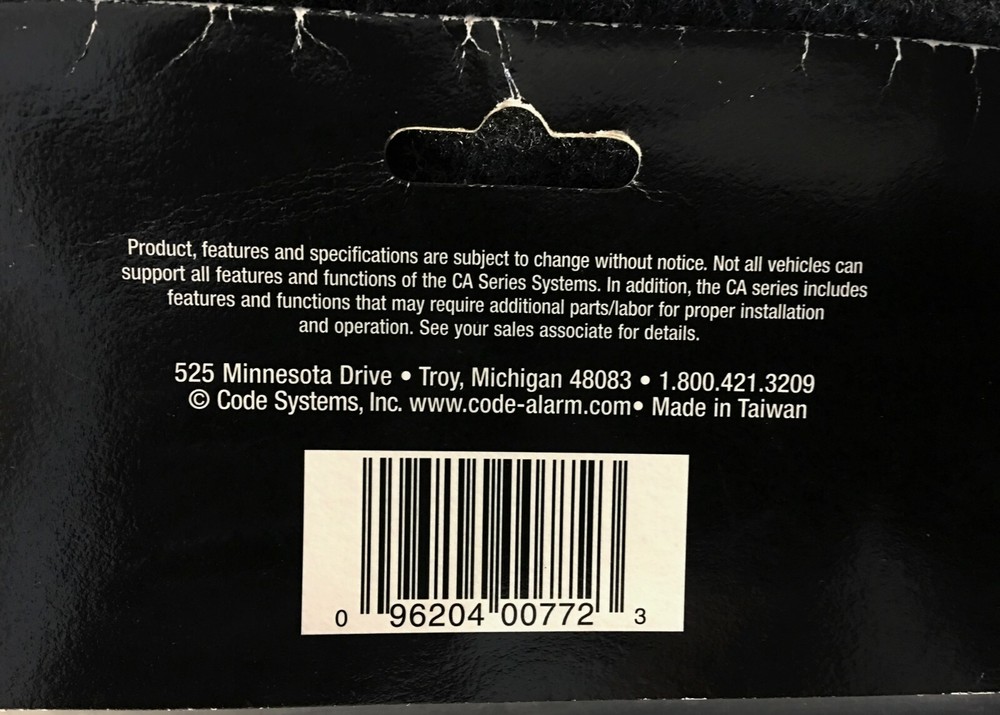 Product, features and specifications are subject to change without notice. Not all vehicles can
support all features and functions of the CA Series Systems. In addition, the CA series includes
features and functions that may require additional parts/labor for proper installation
and operation. See your sales associate for details.
525 Minnesota Drive • Troy, Michigan 48083 • 1.800.421.3209
© Code Systems, Inc. www.code-alarm.com• Made in Taiwan
0 96204 00772 3